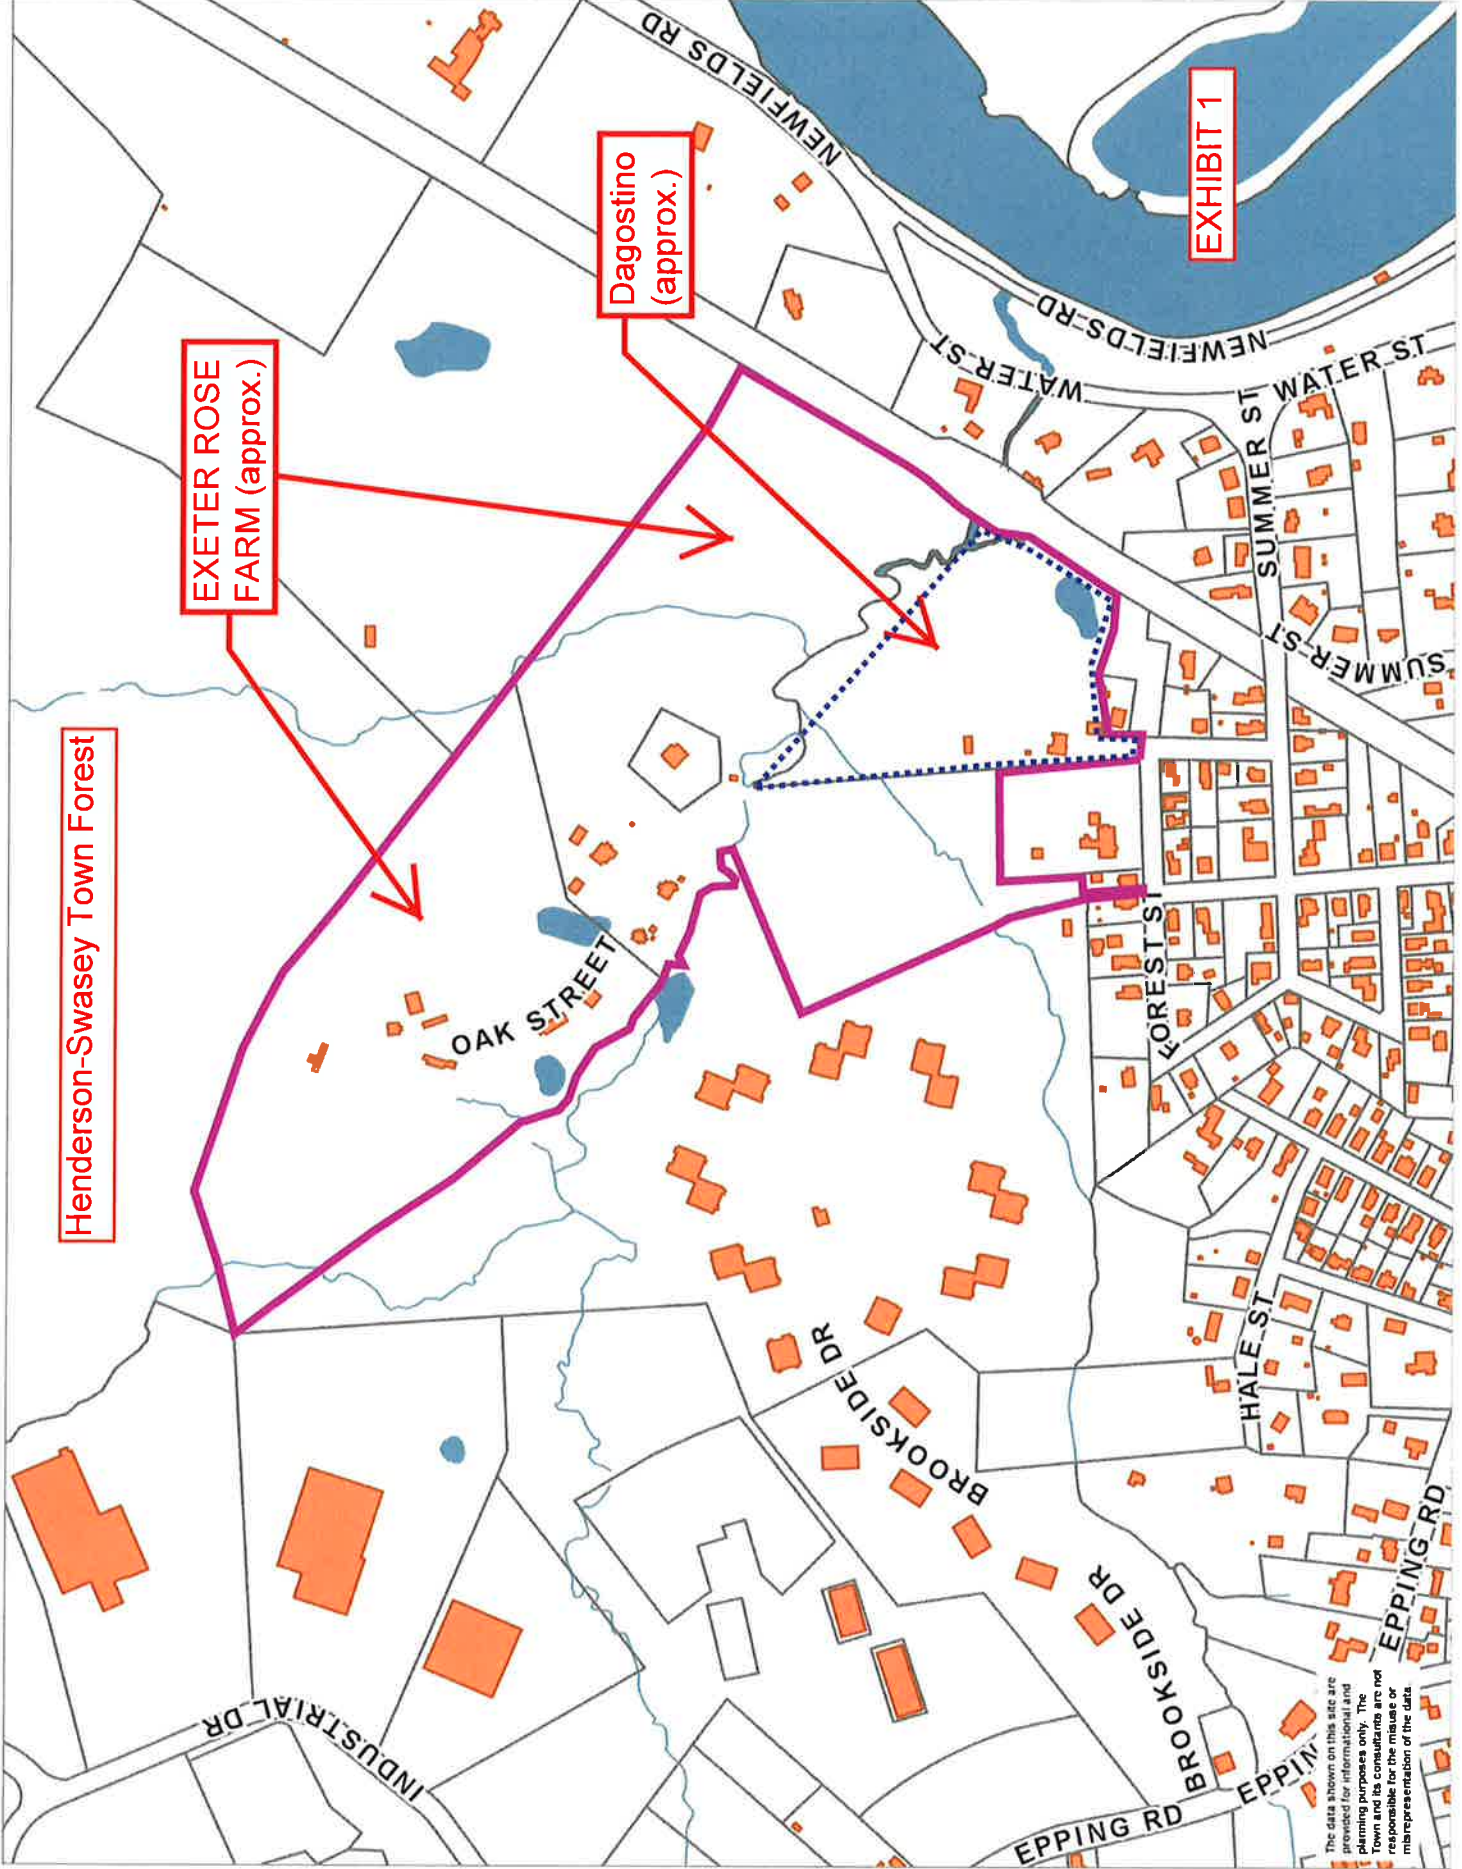 Henderson-Swasey Town Forest
EXETER ROSE
FARM (approx.)
Dagostino
(approx.)
EXHIBIT 1
NEWFIELDS RD
NEWFIELDS RD
WATER ST
WATER ST
SUMMER ST
SUMMER ST
OAK STREET
FOREST ST
HALE ST
BROOKSIDE DR
BROOKSIDE DR
INDUSTRIAL DR
EPPING RD
EPPIN
EPPING RD
The data shown on this site are
provided for informational and
planning purposes only. The
Town and its consultants are not
responsible for the misuse or
misrepresentation of the data.